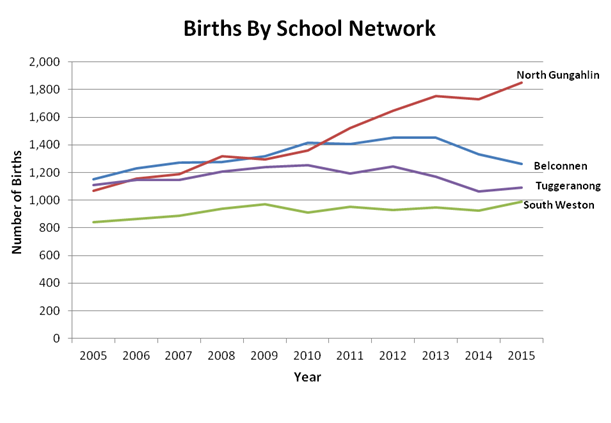 Births By School Network
2,000
1,800
1,600
1,400
1,200
1,000
800
600
400
200
0
Number of Births
North Gungahlin
Belconnen
Tuggeranong
South Weston
2005 2006 2007 2008 2009 2010 2011 2012 2013 2014 2015
Year